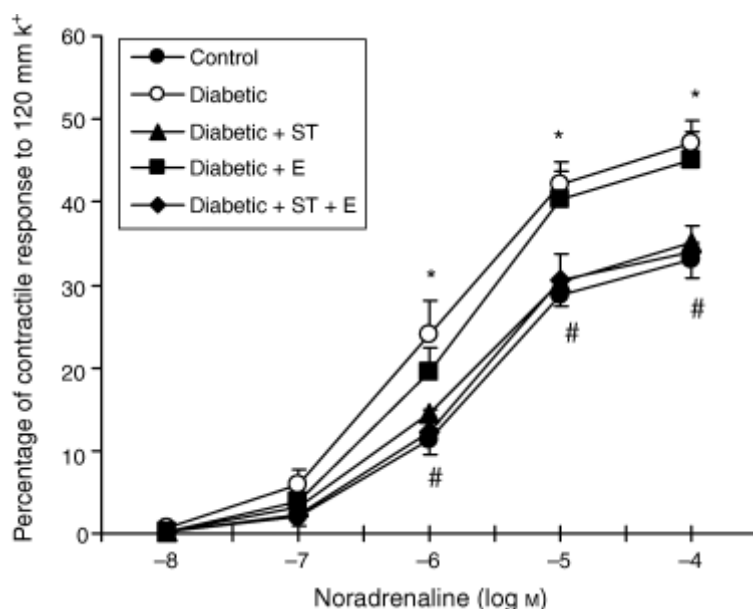 Percentage of contractile response to 120 mm k⁺
60
50
40
30
20
10
0
Control
Diabetic
Diabetic + ST
Diabetic + E
Diabetic + ST + E
*
*
*
#
#
#
–8
–7
–6
–5
–4
Noradrenaline (log ᴍ)